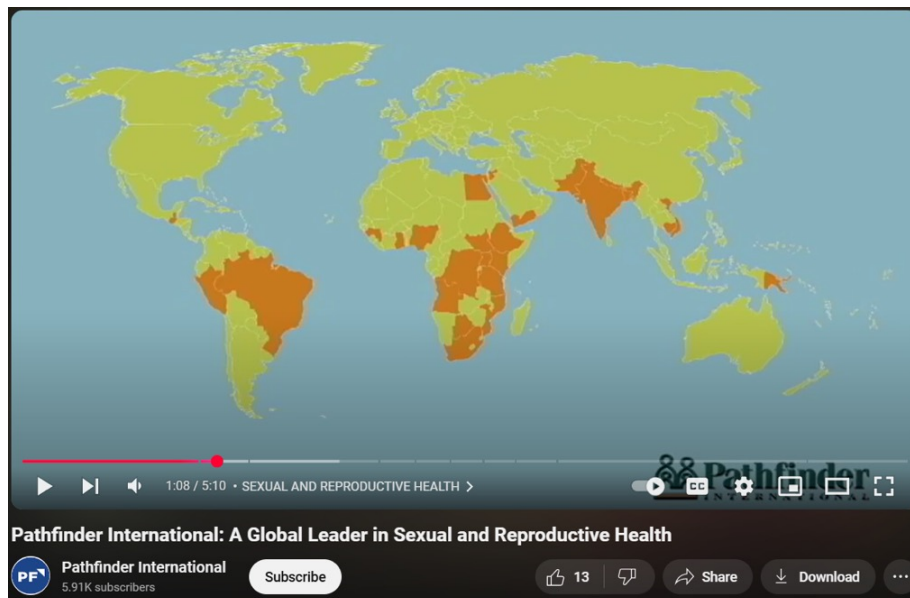 Pathfinder
INTERNATIONAL
1:08 / 5:10 • SEXUAL AND REPRODUCTIVE HEALTH
CC
Pathfinder International: A Global Leader in Sexual and Reproductive Health
PF
Pathfinder International
5.91K subscribers
Subscribe
13
Share
Download